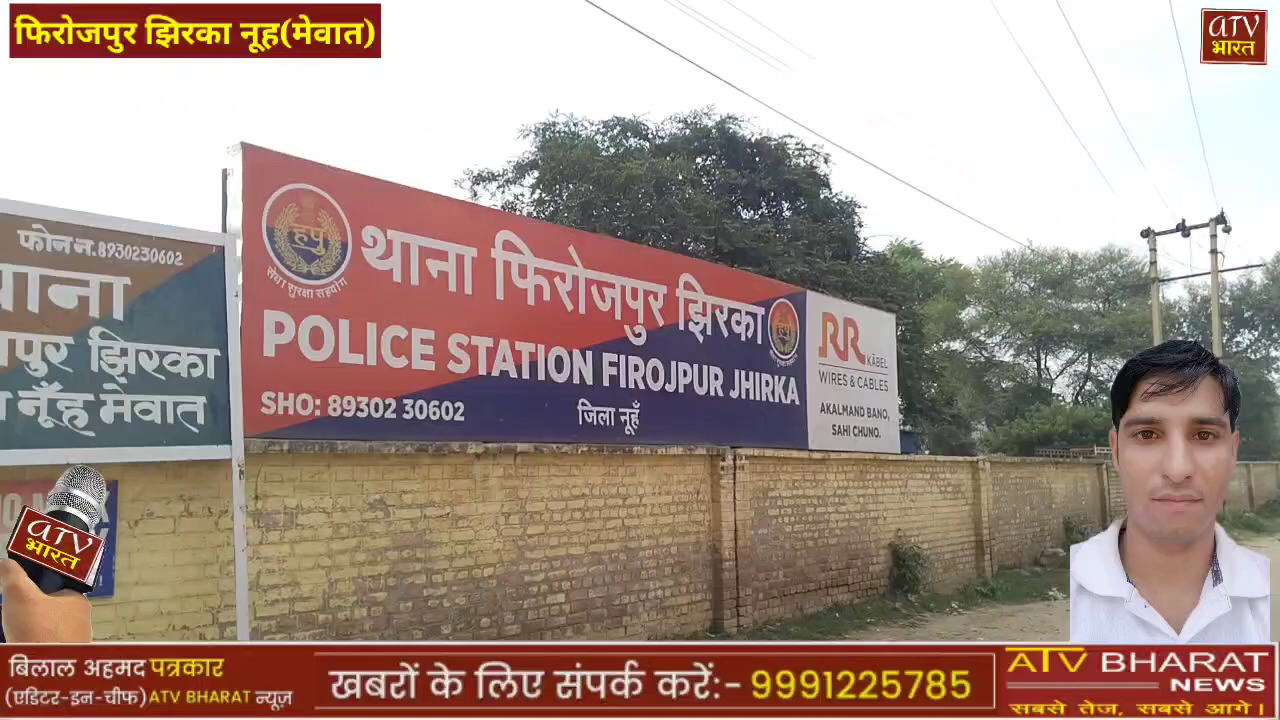 फिरोजपुर झिरका नूह(मेवात)
ATV
भारत
फोन न.8930230602
झिरका
नूँह मेवात
हपु
सेवा सुरक्षा सहयोग
थाना फिरोजपुर झिरका
POLICE STATION FIROJPUR JHIRKA
SHO: 89302 30602
जिला नूहँ
RR
KABEL
WIRES & CABLES
AKALMAND BANO,
SAHI CHUNO.
ATV
भारत
बिलाल अहमद पत्रकार
(एडिटर-इन-चीफ)ATV BHARAT न्यूज़
खबरों के लिए संपर्क करें:- 9991225785
ATV BHARAT
NEWS
सबसे तेज, सबसे आगे।